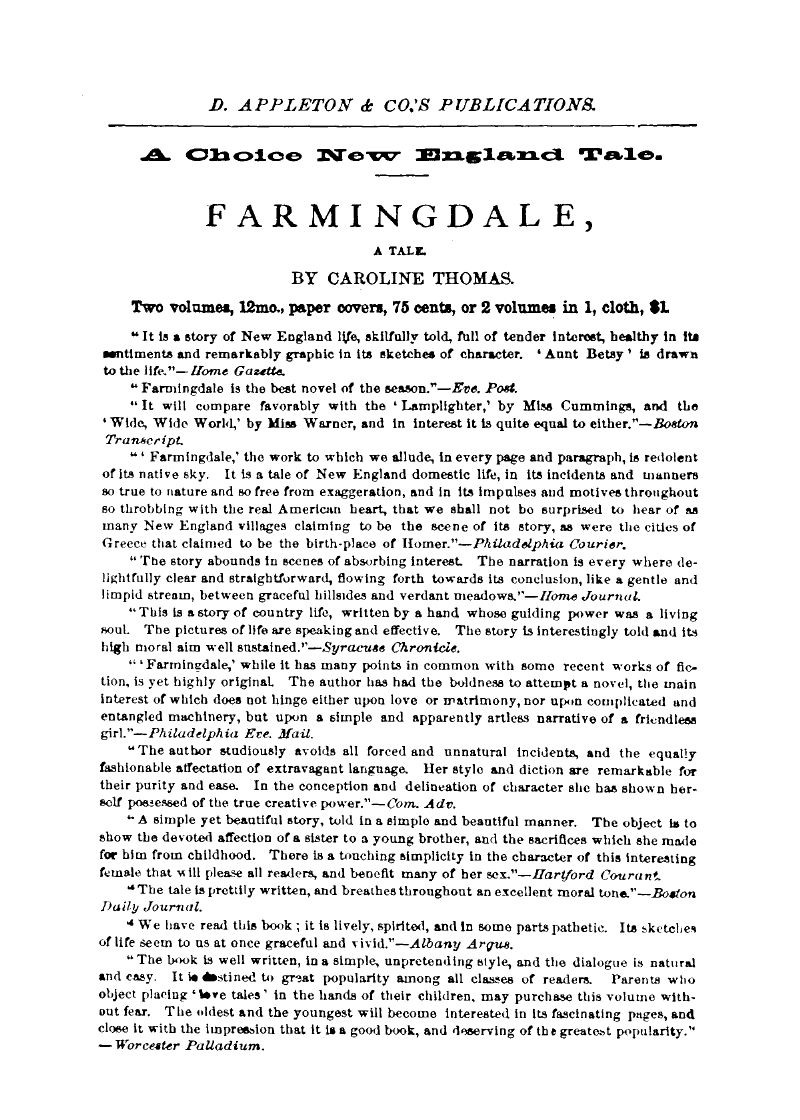 D. APPLETON & CO.'S PUBLICATIONS.
A Choice New England Tale.
FARMINGDALE,
A TALE.
BY CAROLINE THOMAS.
Two volumes, 12mo., paper covers, 75 cents, or 2 volumes in 1, cloth, $1.
"It is a story of New England life, skilfully told, full of tender interest, healthy in its
sentiments and remarkably graphic in its sketches of character. 'Aunt Betsy' is drawn
to the life."—Home Gazette.
"Farmingdale is the best novel of the season."—Eve. Post.
"It will compare favorably with the 'Lamplighter,' by Miss Cummings, and the
'Wide, Wide World,' by Miss Warner, and in interest it is quite equal to either."—Boston
Transcript.
"'Farmingdale,' the work to which we allude, in every page and paragraph, is redolent
of its native sky. It is a tale of New England domestic life, in its incidents and manners
so true to nature and so free from exaggeration, and in its impulses and motives throughout
so throbbing with the real American heart, that we shall not be surprised to hear of as
many New England villages claiming to be the scene of its story, as were the cities of
Greece that claimed to be the birth-place of Homer."—Philadelphia Courier.
"The story abounds in scenes of absorbing interest. The narration is every where de-
lightfully clear and straightforward, flowing forth towards its conclusion, like a gentle and
limpid stream, between graceful hillsides and verdant meadows."—Home Journal.
"This is a story of country life, written by a hand whose guiding power was a living
soul. The pictures of life are speaking and effective. The story is interestingly told and its
high moral aim well sustained."—Syracuse Chronicle.
"'Farmingdale,' while it has many points in common with some recent works of fic-
tion, is yet highly original. The author has had the boldness to attempt a novel, the main
interest of which does not hinge either upon love or matrimony, nor upon complicated and
entangled machinery, but upon a simple and apparently artless narrative of a friendless
girl."—Philadelphia Eve. Mail.
"The author studiously avoids all forced and unnatural incidents, and the equally
fashionable affectation of extravagant language. Her style and diction are remarkable for
their purity and ease. In the conception and delineation of character she has shown her-
self possessed of the true creative power."—Com. Adv.
"A simple yet beautiful story, told in a simple and beautiful manner. The object is to
show the devoted affection of a sister to a young brother, and the sacrifices which she made
for him from childhood. There is a touching simplicity in the character of this interesting
female that will please all readers, and benefit many of her sex."—Hartford Courant.
"The tale is prettily written, and breathes throughout an excellent moral tone."—Boston
Daily Journal.
"We have read this book; it is lively, spirited, and in some parts pathetic. Its sketches
of life seem to us at once graceful and vivid."—Albany Argus.
"The book is well written, in a simple, unpretending style, and the dialogue is natural
and easy. It is destined to great popularity among all classes of readers. Parents who
object placing 'love tales' in the hands of their children, may purchase this volume with-
out fear. The oldest and the youngest will become interested in its fascinating pages, and
close it with the impression that it is a good book, and deserving of the greatest popularity."
—Worcester Palladium.